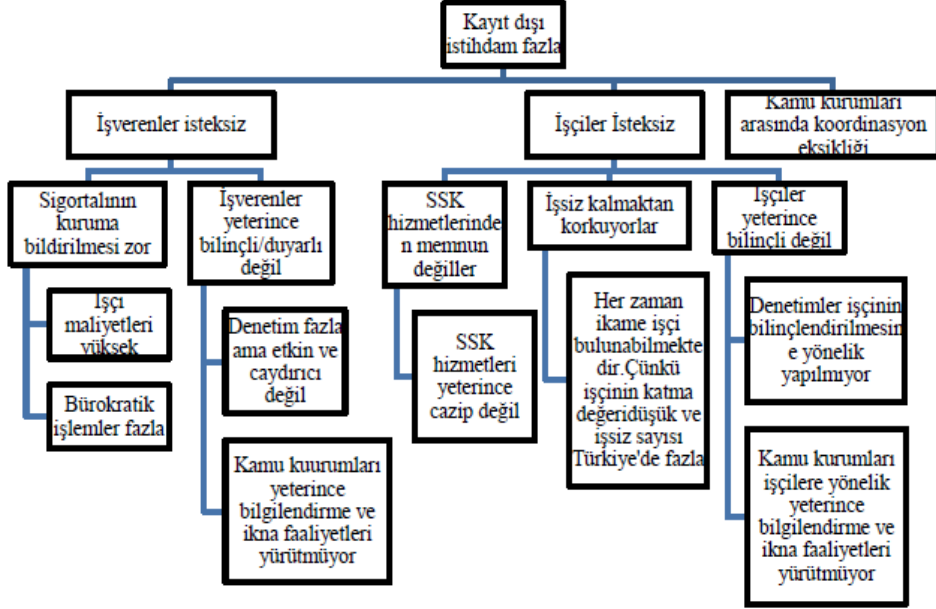 Kayıt dışı
istihdam fazla
İşverenler isteksiz
İşçiler İsteksiz
Kamu kurumları
arasında koordinasyon
eksikliği
Sigortalının
kuruma
bildirilmesi zor
İşverenler
yeterince
bilinçli/duyarlı
değil
SSK
hizmetlerinde
n memnun
değiller
İşsiz kalmaktan
korkuyorlar
İşçiler
yeterince
bilinçli değil
İşçi
maliyetleri
yüksek
Bürokratik
işlemler fazla
Denetim fazla
ama etkin ve
caydırıcı
değil
Kamu kuurumları
yeterince
bilgilendirme ve
ikna faaliyetleri
yürütmüyor
SSK
hizmetleri
yeterince
cazip değil
Her zaman
ikame işçi
bulunabilmekte
dir.Çünkü
işçinin katma
değeridüşük ve
işsiz sayısı
Türkiye'de fazla
Denetimler işçinin
bilinçlendirilmesin
e yönelik
yapılmıyor
Kamu kurumları
işçilere yönelik
yeterince
bilgilendirme ve
ikna faaliyetleri
yürütmüyor